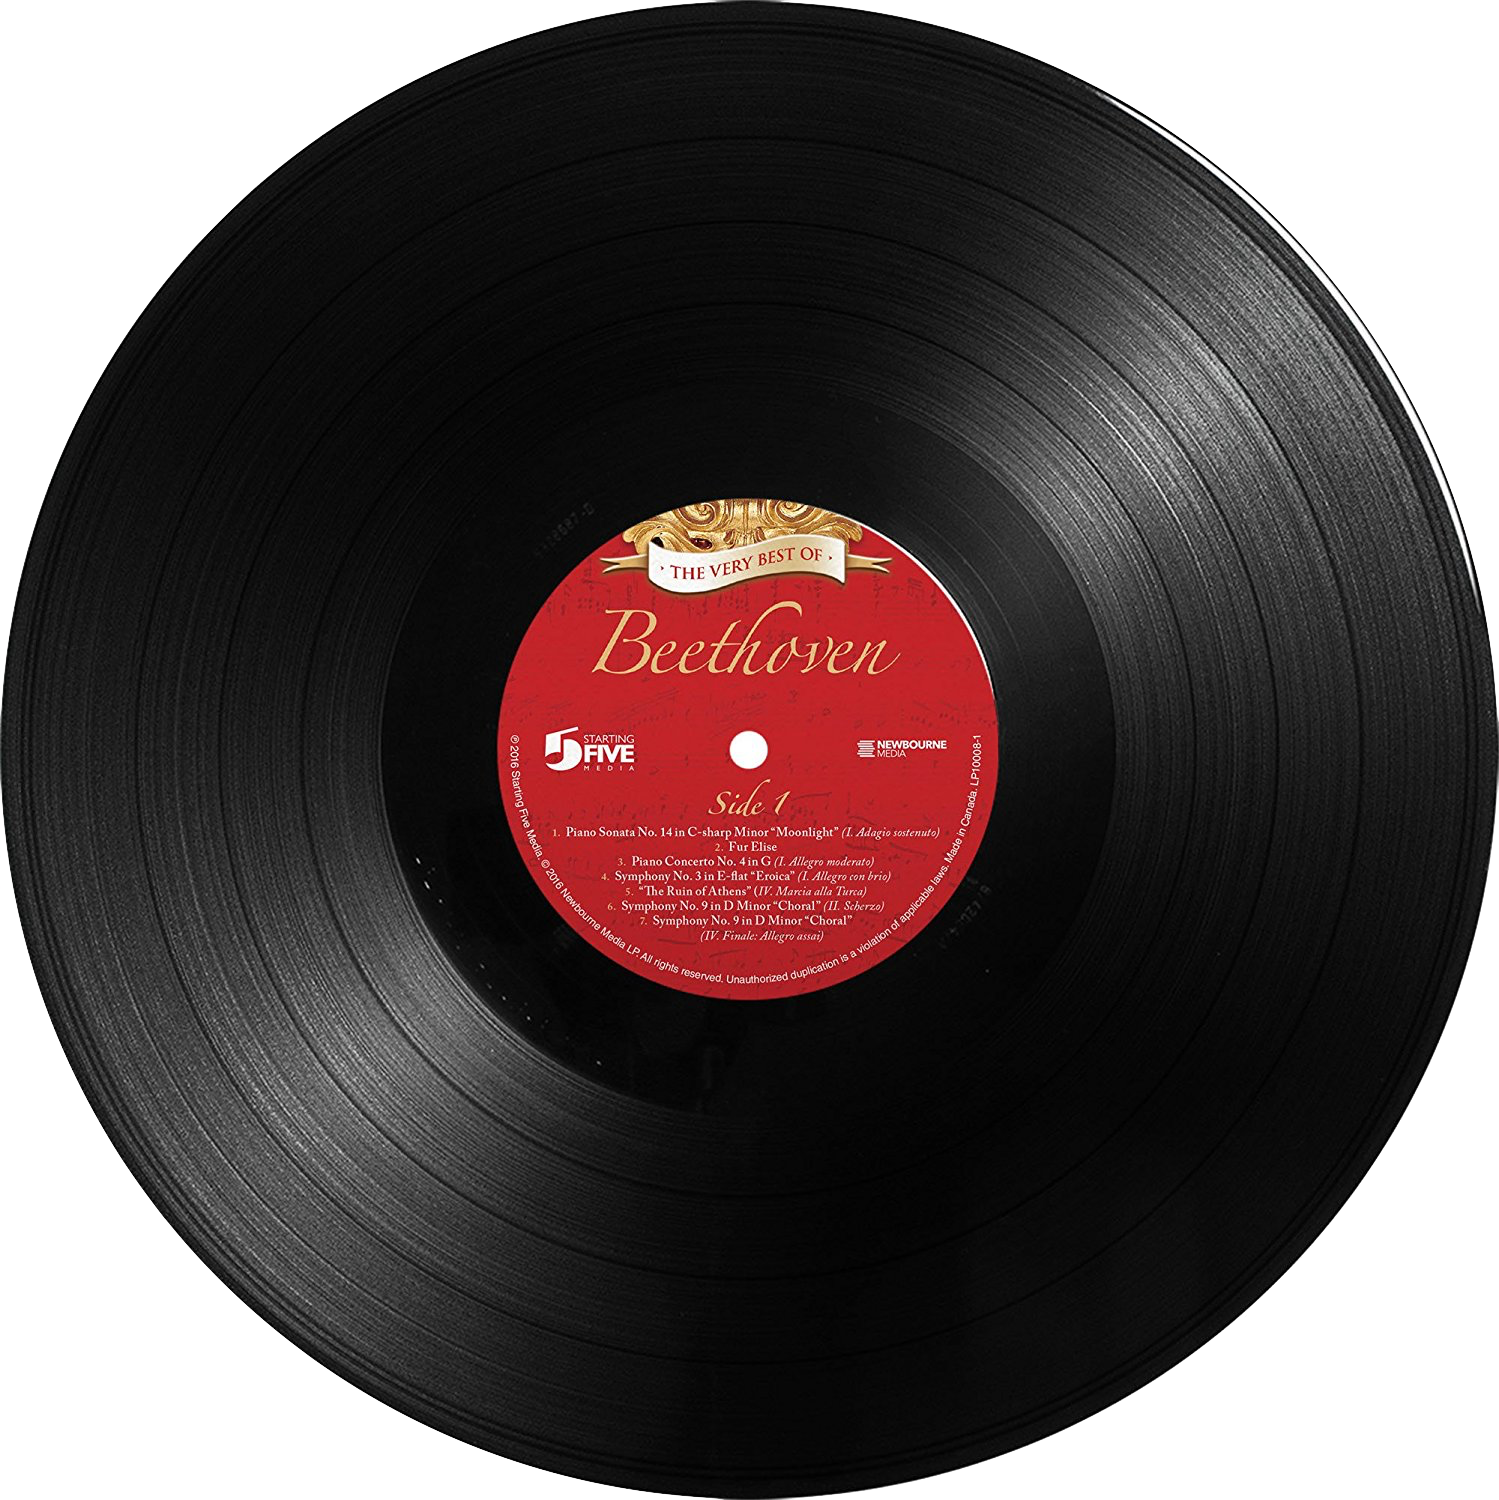 · THE VERY BEST OF ·
Beethoven
STARTING
FIVE
MEDIA
NEWBOURNE
MEDIA
Side 1
1. Piano Sonata No. 14 in C-sharp Minor “Moonlight” (I. Adagio sostenuto)
2. Fur Elise
3. Piano Concerto No. 4 in G (I. Allegro moderato)
4. Symphony No. 3 in E-flat “Eroica” (I. Allegro con brio)
5. “The Ruin of Athens” (IV. Marcia alla Turca)
6. Symphony No. 9 in D Minor “Choral” (II. Scherzo)
7. Symphony No. 9 in D Minor “Choral”
(IV. Finale: Allegro assai)
℗ 2016 Starting Five Media. © 2016 Newbourne Media LP. All rights reserved. Unauthorized duplication is a violation of applicable laws. Made in Canada. LP10008-1